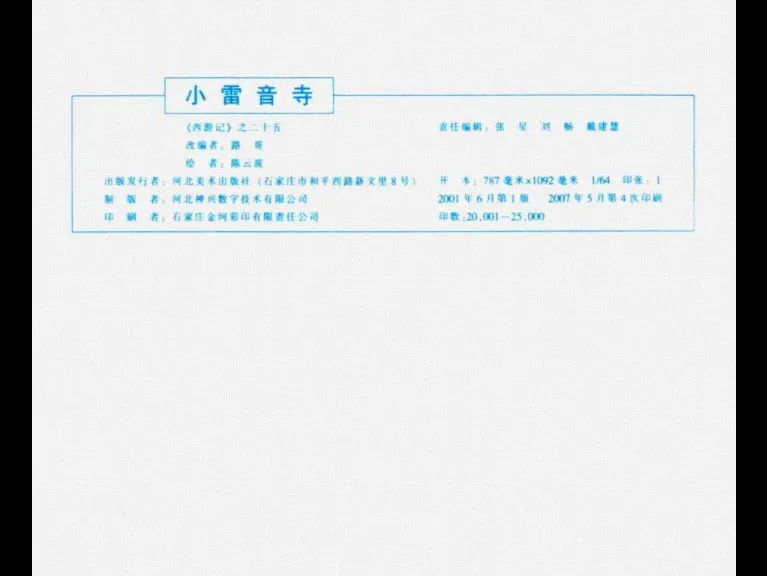 小雷音寺
《西游记》之二十五
责任编辑：张　星　刘　畅　戴建慧
改编者：路　哥
绘　者：陈云波
出版发行者：河北美术出版社（石家庄市和平西路新文里8号）
开　本：787毫米×1092毫米　1/64　印张：1
制　版　者：河北神兴数字技术有限公司
2001年6月第1版　2007年5月第4次印刷
印　刷　者：石家庄金河彩印有限责任公司
印数：20,001－25,000